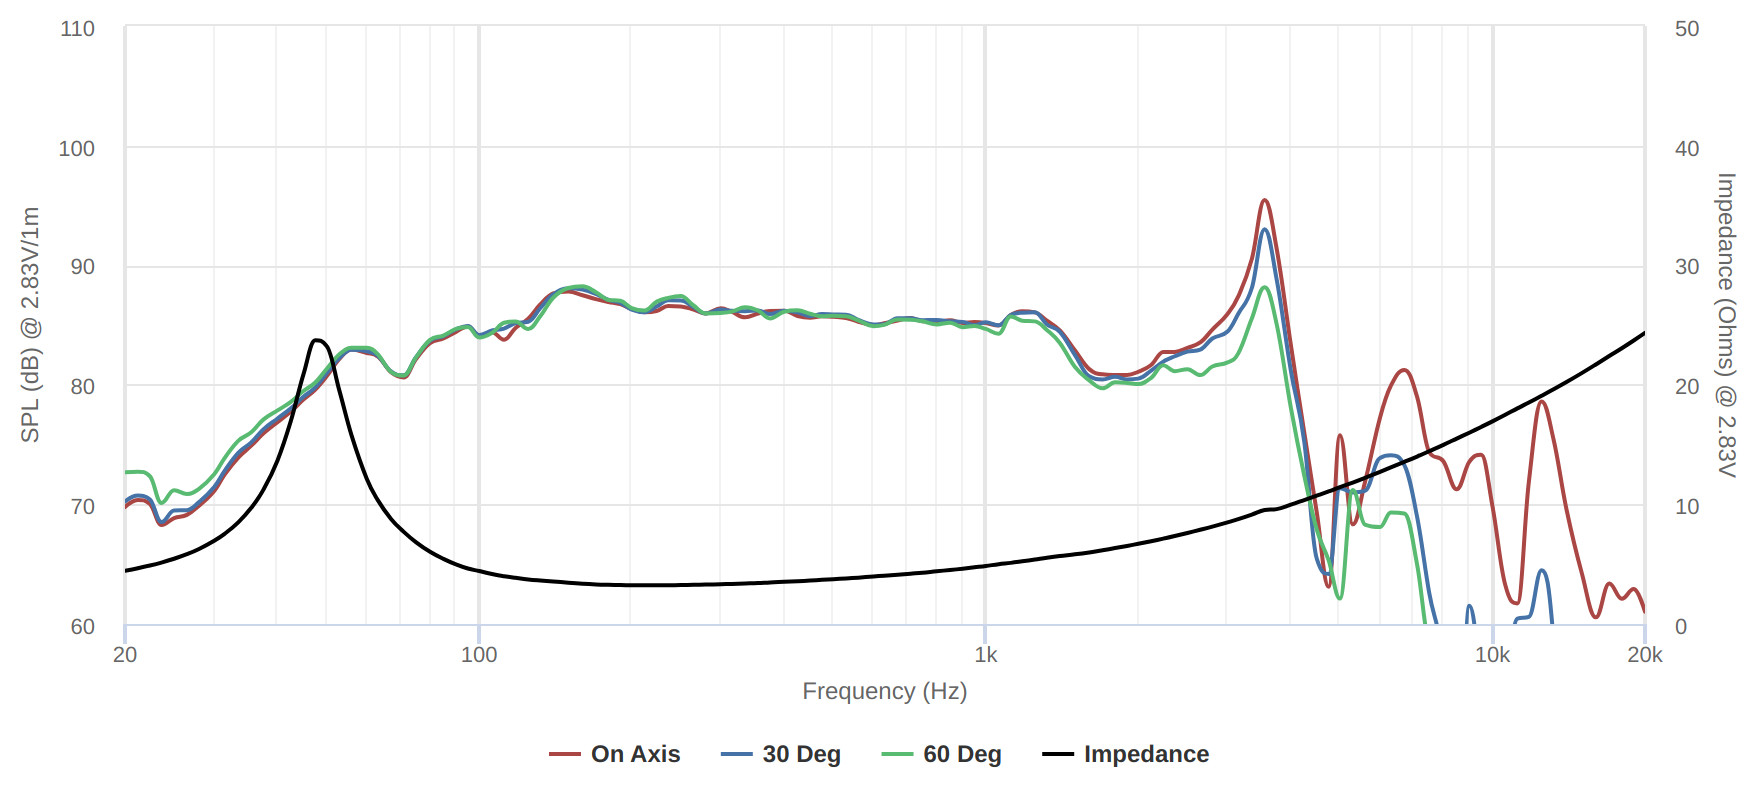 110
100
90
80
70
60
SPL (dB) @ 2.83V/1m
50
40
30
20
10
0
Impedance (Ohms) @ 2.83V
20
100
1k
10k
20k
Frequency (Hz)
On Axis
30 Deg
60 Deg
Impedance